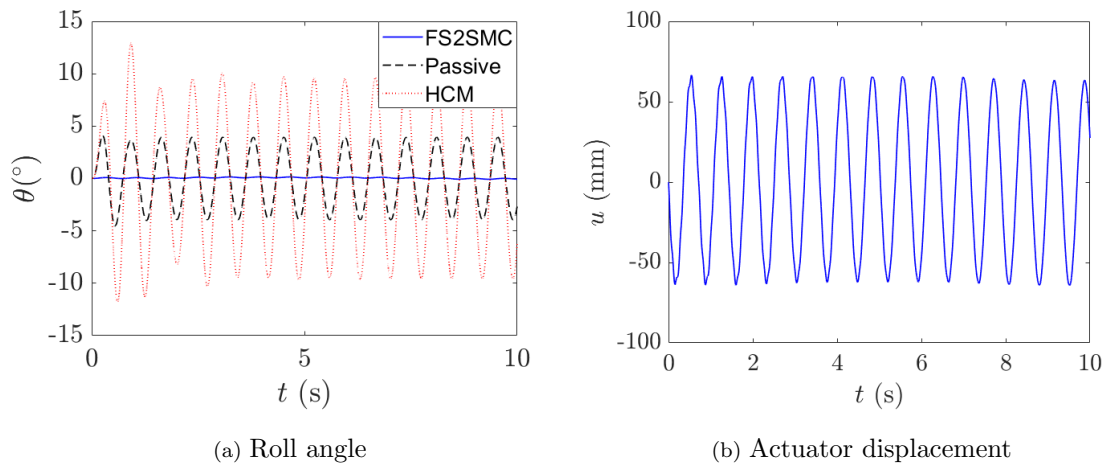 15
10
5
0
-5
-10
-15
θ(°)
FS2SMC
Passive
HCM
0
5
10
t (s)
(a) Roll angle
100
50
0
-50
-100
u (mm)
0
2
4
6
8
10
t (s)
(b) Actuator displacement